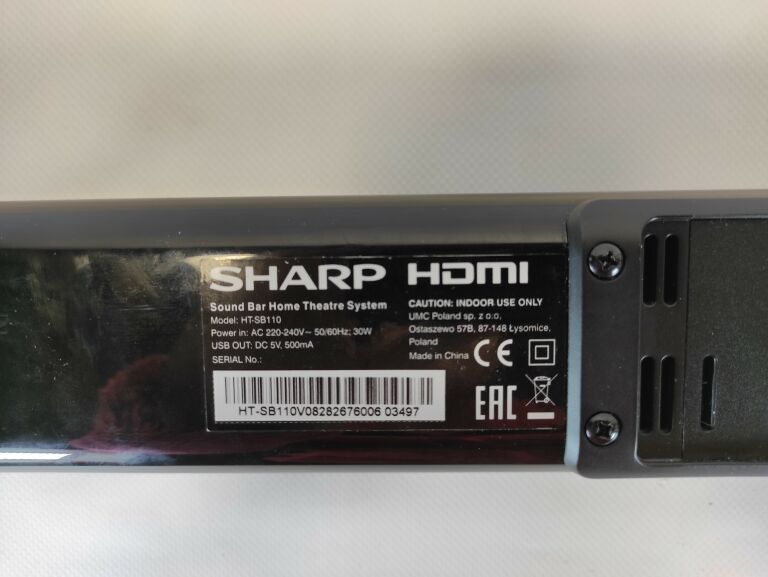 SHARP HDMI
Sound Bar Home Theatre System
Model: HT-SB110
Power in: AC 220-240V~ 50/60Hz; 30W
USB OUT: DC 5V, 500mA
SERIAL No.:
HT-SB110V08282676006 03497
CAUTION: INDOOR USE ONLY
UMC Poland sp. z o.o,
Ostaszewo 57B, 87-148 Łysomice,
Poland
Made in China CE
EAC